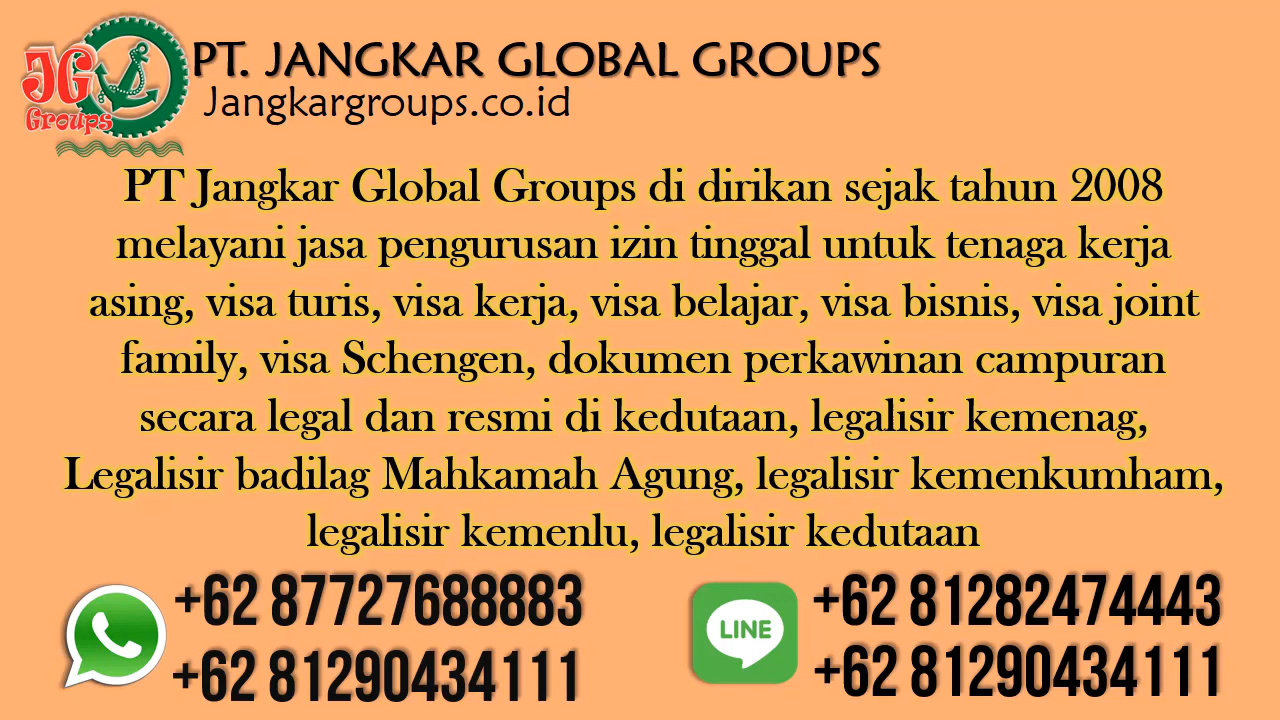 JG
Groups
PT. JANGKAR GLOBAL GROUPS
Jangkargroups.co.id
PT Jangkar Global Groups di dirikan sejak tahun 2008
melayani jasa pengurusan izin tinggal untuk tenaga kerja
asing, visa turis, visa kerja, visa belajar, visa bisnis, visa joint
family, visa Schengen, dokumen perkawinan campuran
secara legal dan resmi di kedutaan, legalisir kemenag,
Legalisir badilag Mahkamah Agung, legalisir kemenkumham,
legalisir kemenlu, legalisir kedutaan
+62 87727688883
+62 81290434111
LINE
+62 81282474443
+62 81290434111